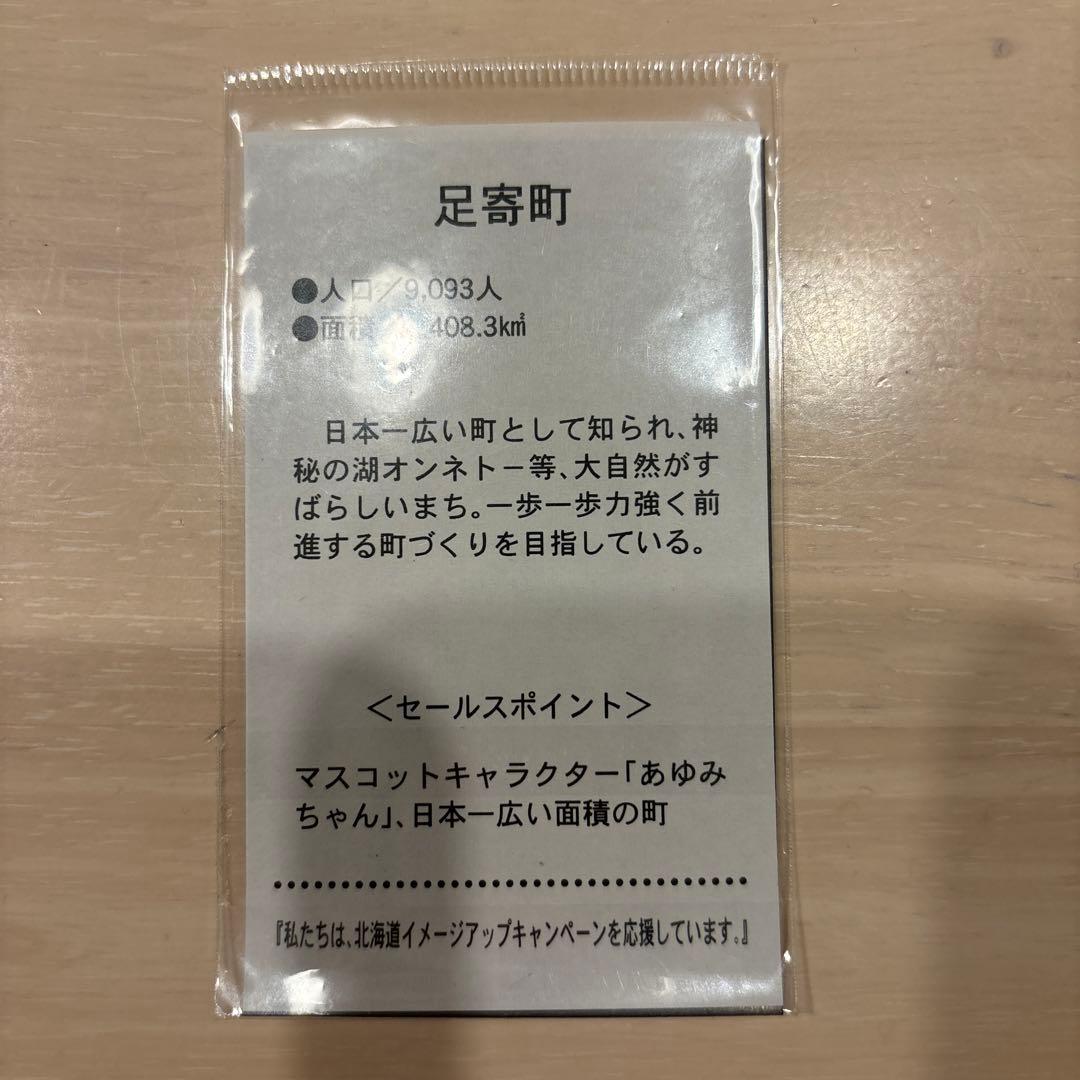 足寄町
●人口／9,093人
●面積 408.3㎢
日本一広い町として知られ、神
秘の湖オンネトー等、大自然がす
ばらしいまち。一歩一歩力強く前
進する町づくりを目指している。
＜セールスポイント＞
マスコットキャラクター「あゆみ
ちゃん」、日本一広い面積の町
『私たちは、北海道イメージアップキャンペーンを応援しています。』